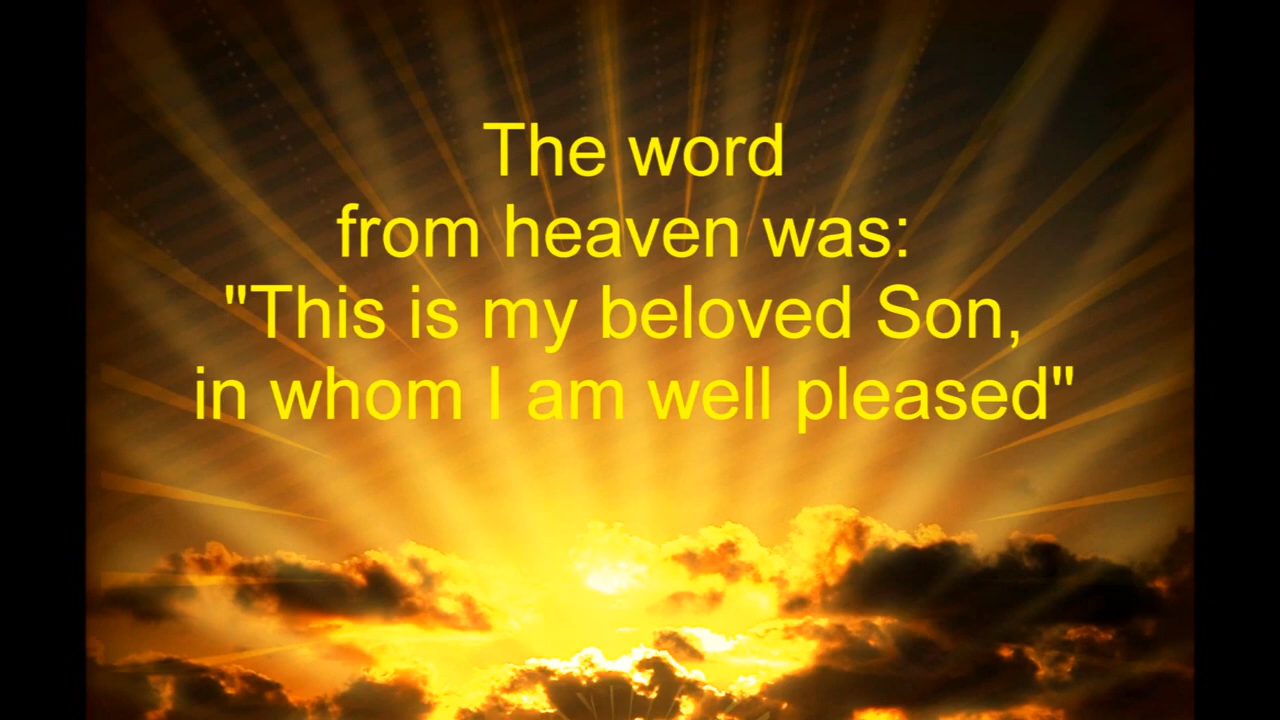 The word
from heaven was:
"This is my beloved Son,
in whom I am well pleased"